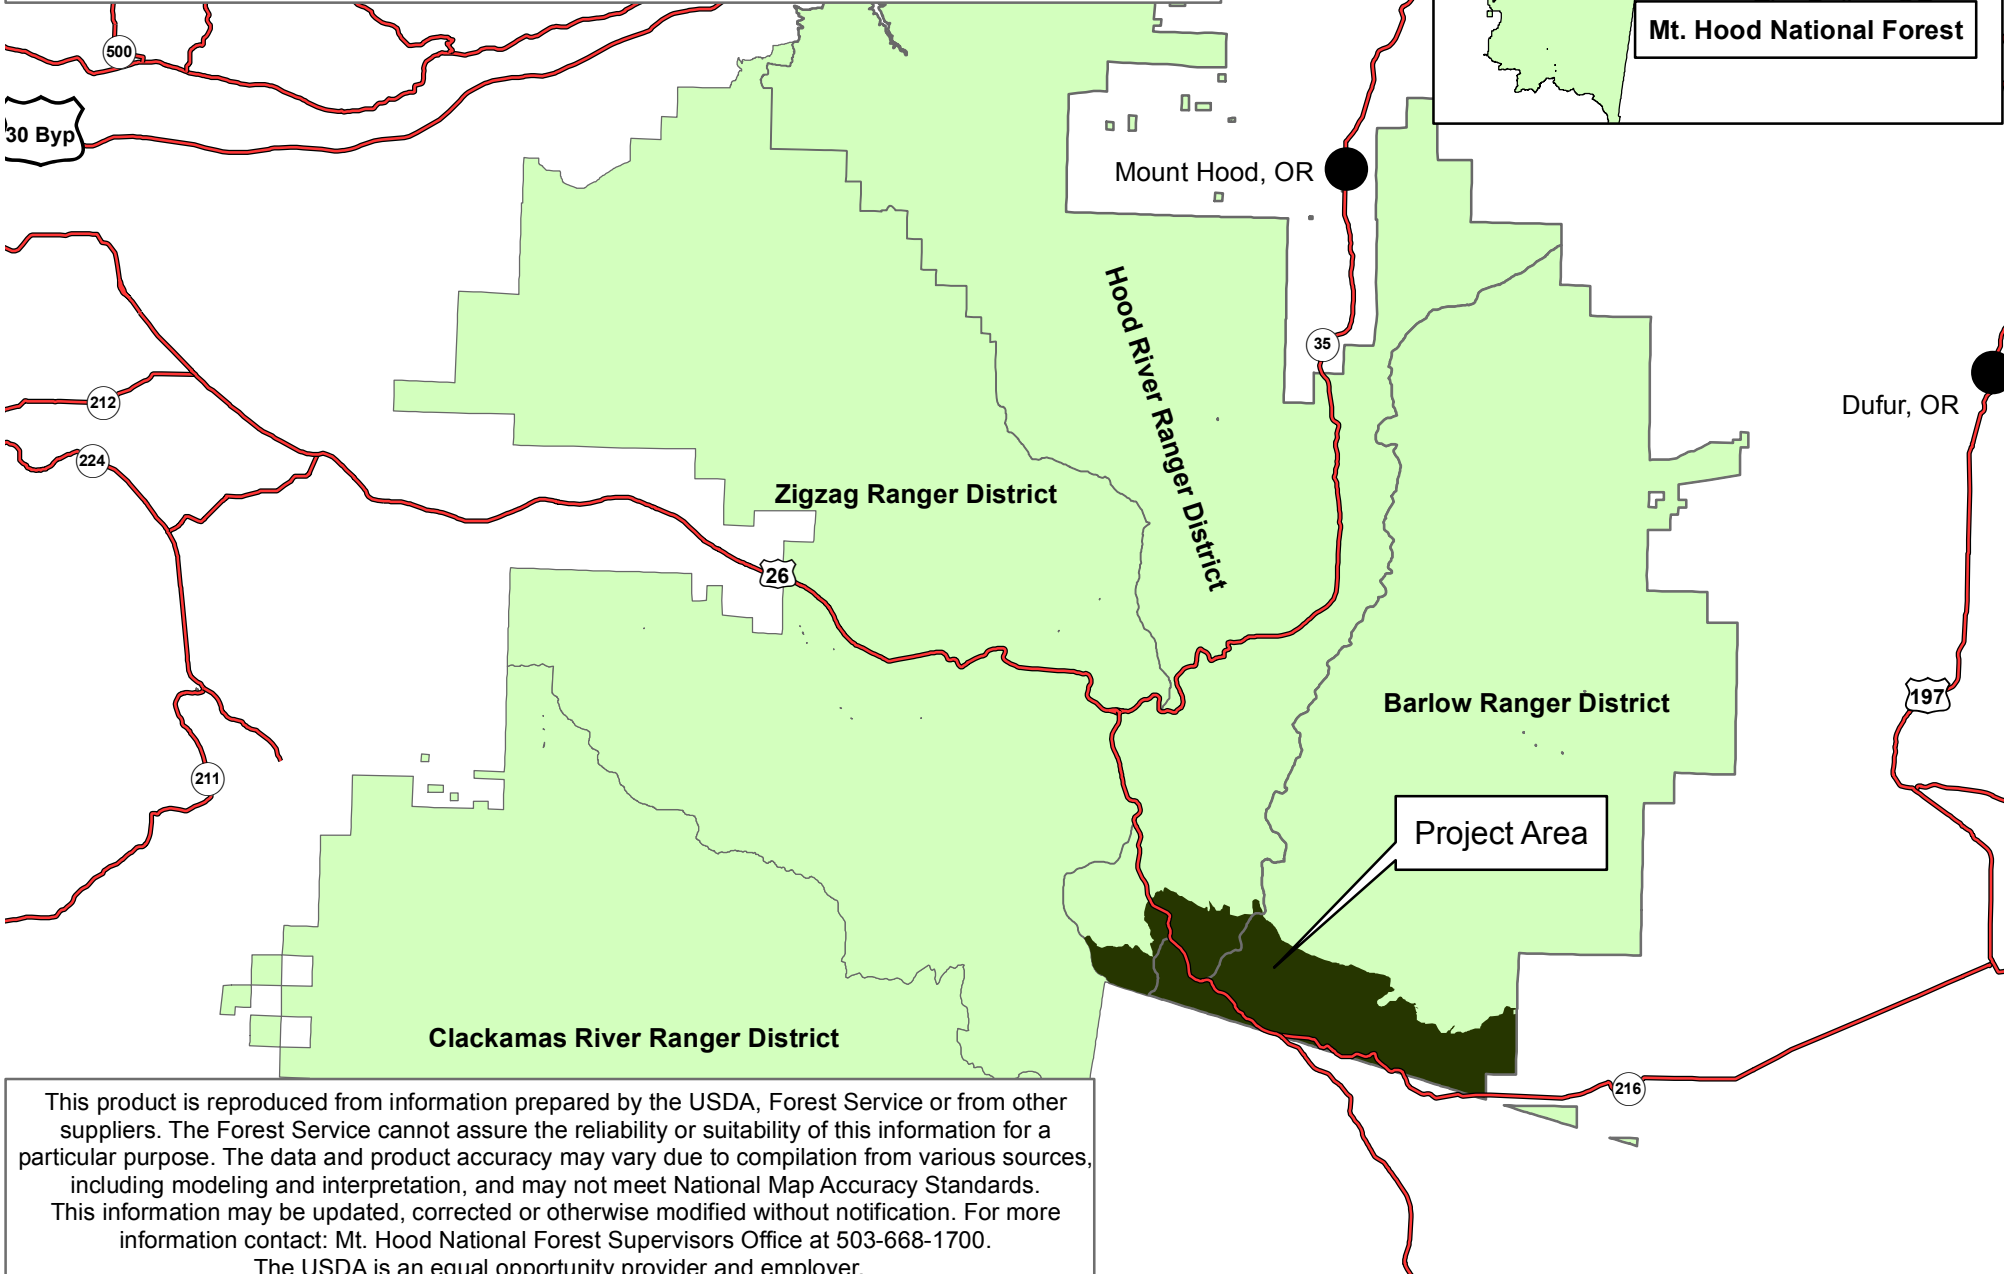 Mt. Hood National Forest
500
30 Byp
Mount Hood, OR
Hood River Ranger District
35
212
Dufur, OR
224
Zigzag Ranger District
26
197
Barlow Ranger District
211
Project Area
Clackamas River Ranger District
216
This product is reproduced from information prepared by the USDA, Forest Service or from other
suppliers. The Forest Service cannot assure the reliability or suitability of this information for a
particular purpose. The data and product accuracy may vary due to compilation from various sources,
including modeling and interpretation, and may not meet National Map Accuracy Standards.
This information may be updated, corrected or otherwise modified without notification. For more
information contact: Mt. Hood National Forest Supervisors Office at 503-668-1700.
The USDA is an equal opportunity provider and employer.